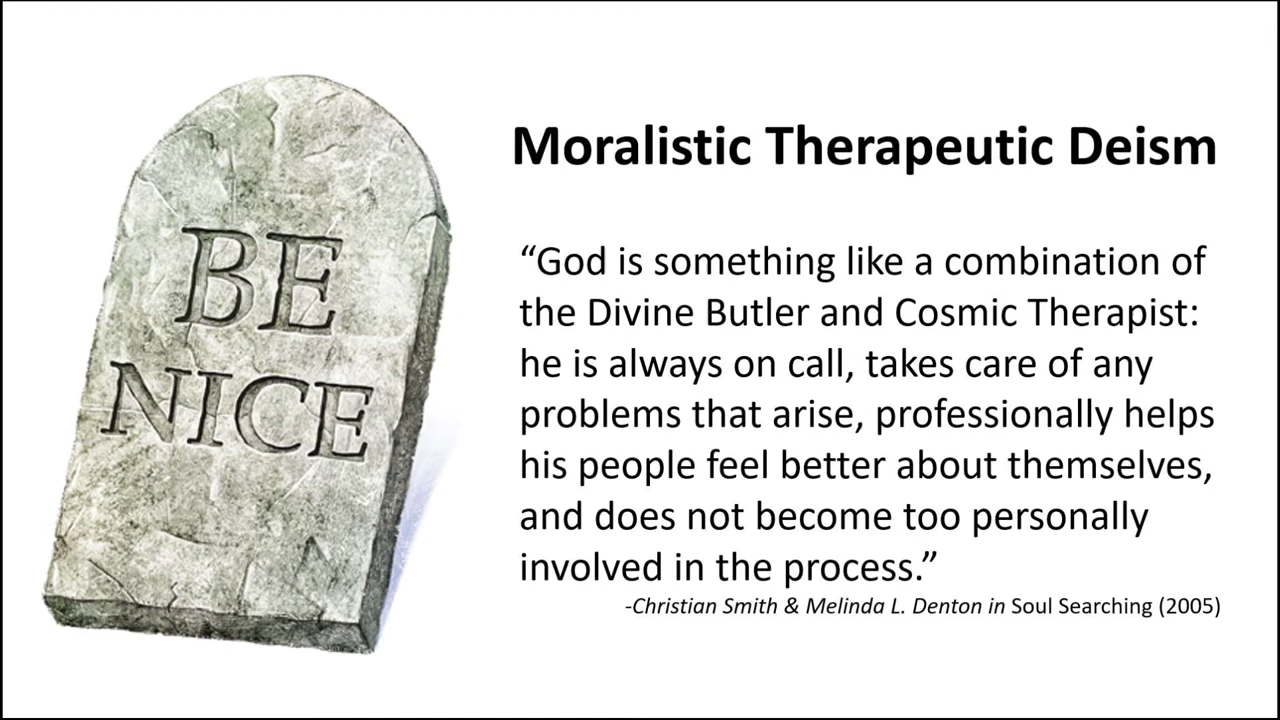 BE
NICE
Moralistic Therapeutic Deism
“God is something like a combination of
the Divine Butler and Cosmic Therapist:
he is always on call, takes care of any
problems that arise, professionally helps
his people feel better about themselves,
and does not become too personally
involved in the process.”
-Christian Smith & Melinda L. Denton in Soul Searching (2005)